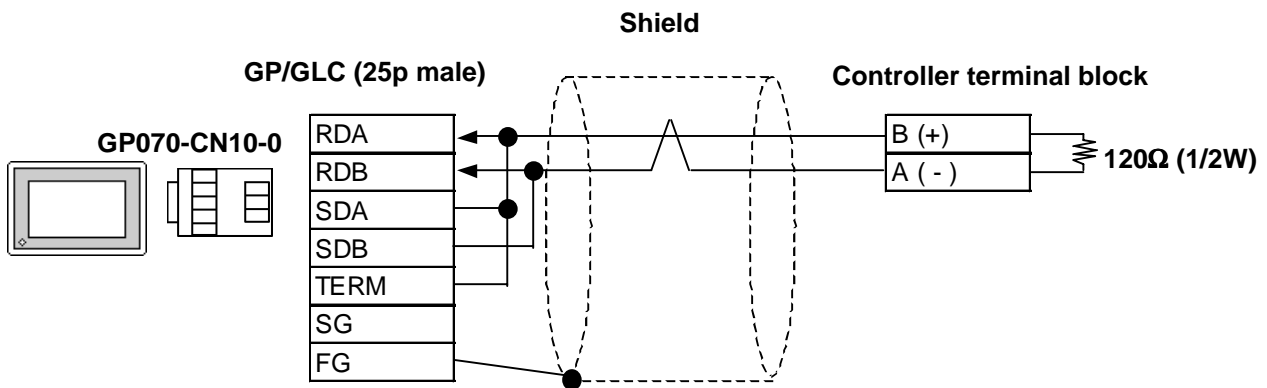 Shield
GP/GLC (25p male)
Controller terminal block
GP070-CN10-0
RDA
RDB
SDA
SDB
TERM
SG
FG
B (+)
A ( - )
120Ω (1/2W)